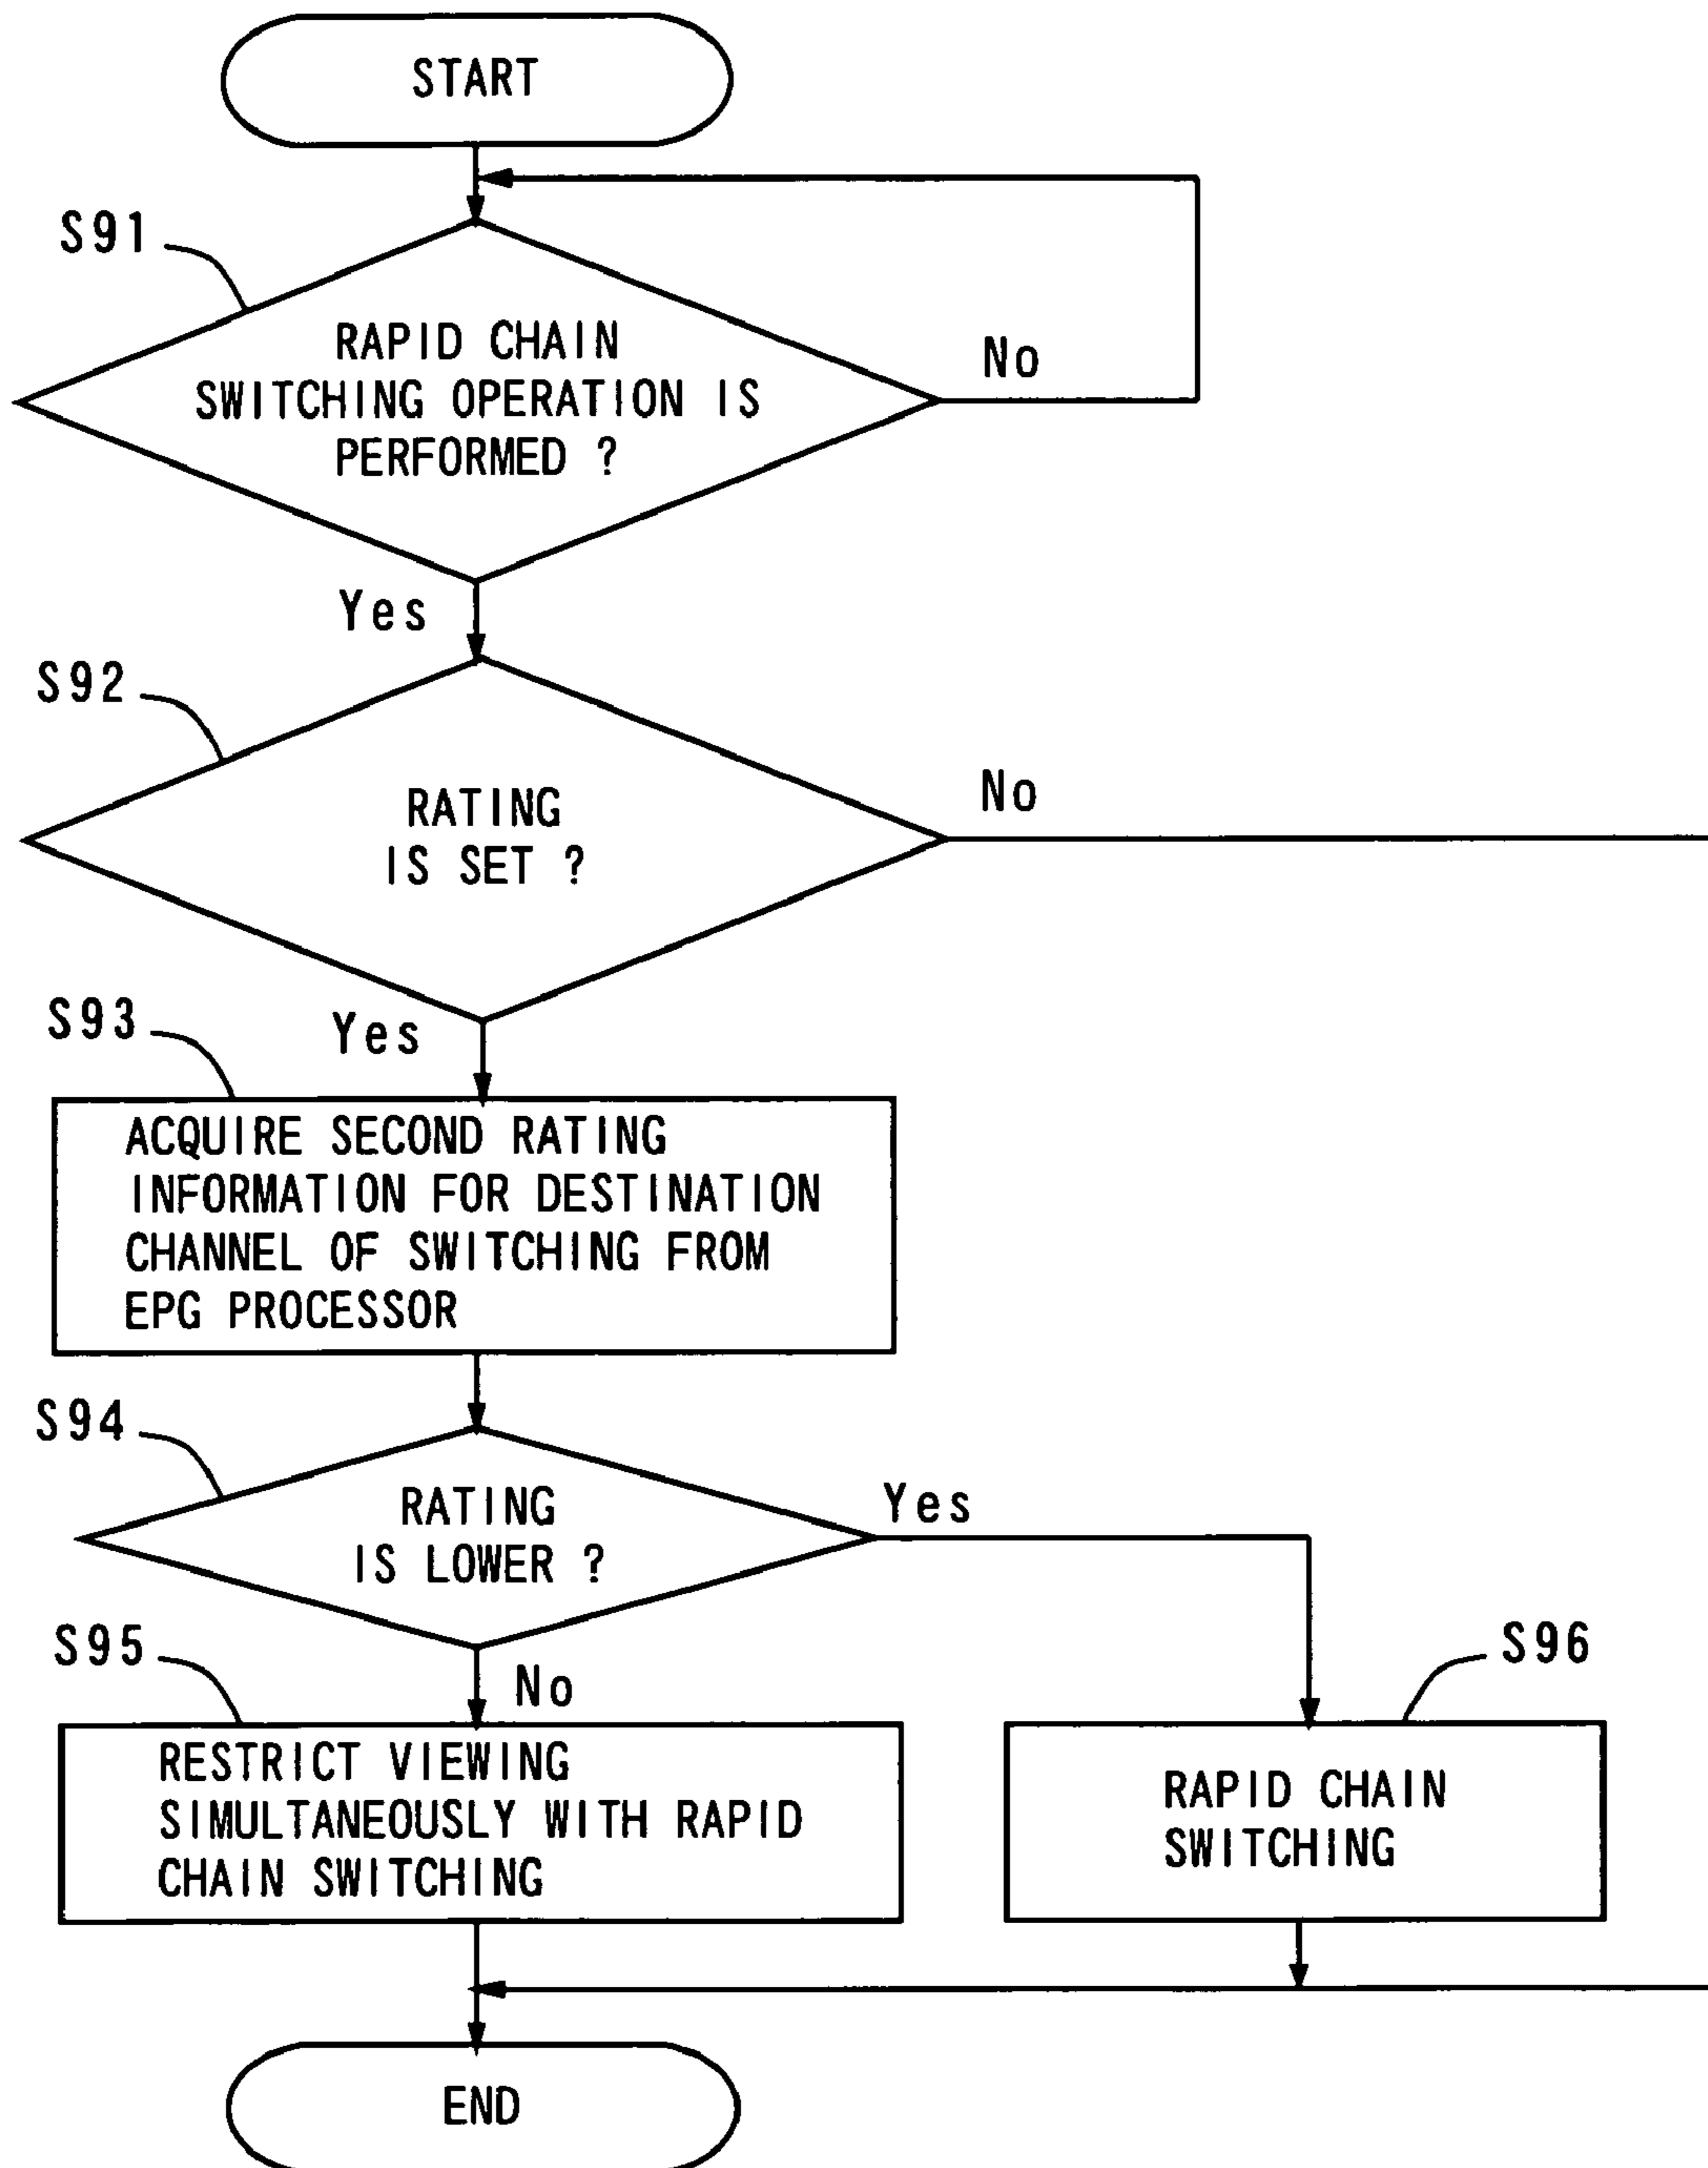 START
S91
RAPID CHAIN
SWITCHING OPERATION IS
PERFORMED ?
No
Yes
S92
RATING
IS SET ?
No
S93
Yes
ACQUIRE SECOND RATING
INFORMATION FOR DESTINATION
CHANNEL OF SWITCHING FROM
EPG PROCESSOR
S94
RATING
IS LOWER ?
Yes
S95
No
S96
RESTRICT VIEWING
SIMULTANEOUSLY WITH RAPID
CHAIN SWITCHING
RAPID CHAIN
SWITCHING
END